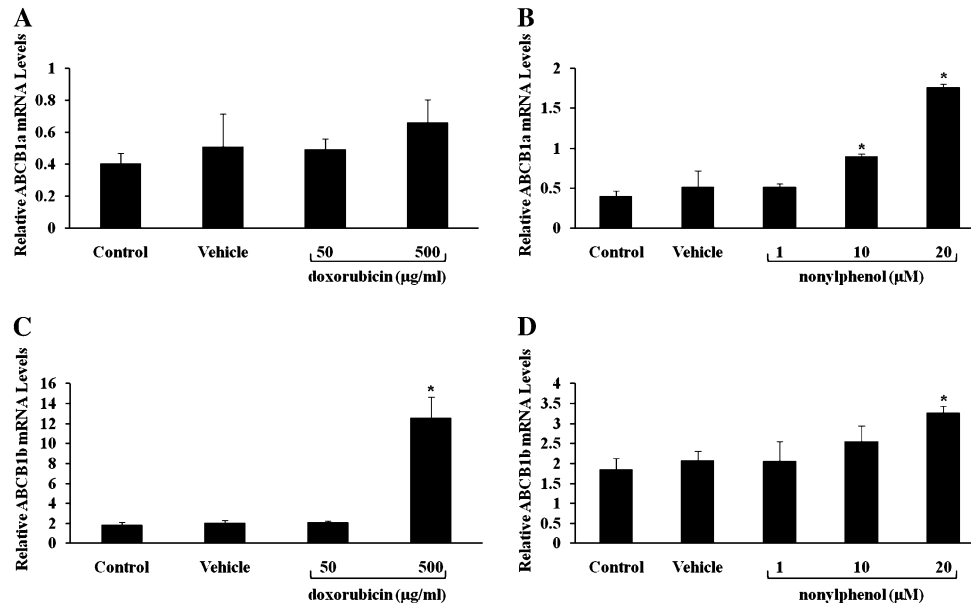 A
Relative ABCB1a mRNA Levels
1
0.8
0.6
0.4
0.2
0
Control Vehicle 50 500
doxorubicin (µg/ml)
B
Relative ABCB1a mRNA Levels
2
1.5
1
0.5
0
*
*
Control Vehicle 1 10 20
nonylphenol (µM)
C
Relative ABCB1b mRNA Levels
16
14
12
10
8
6
4
2
0
*
Control Vehicle 50 500
doxorubicin (µg/ml)
D
Relative ABCB1b mRNA Levels
4
3.5
3
2.5
2
1.5
1
0.5
0
*
Control Vehicle 1 10 20
nonylphenol (µM)